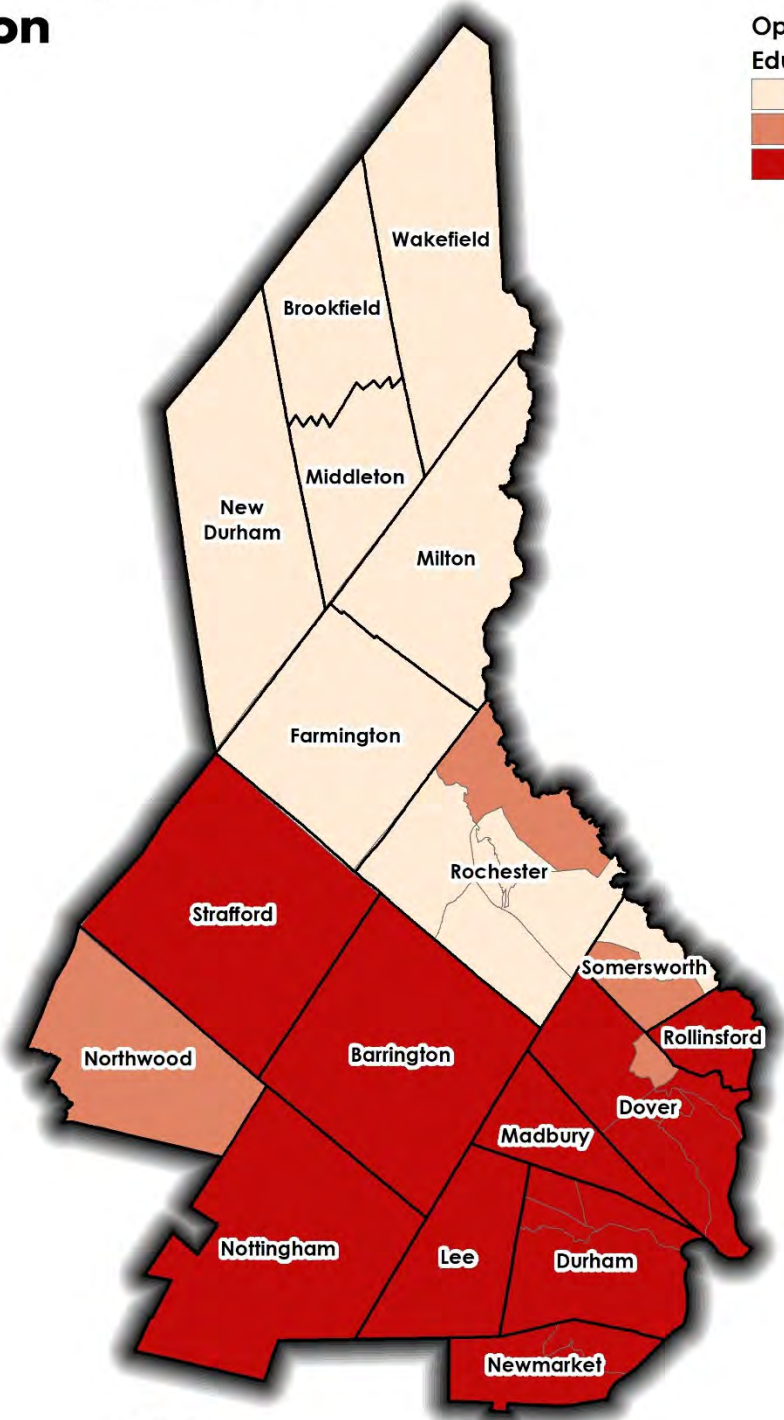 on
Op
Edu
Wakefield
Brookfield
Middleton
New
Durham
Milton
Farmington
Rochester
Strafford
Somersworth
Rollinsford
Northwood
Barrington
Dover
Madbury
Nottingham
Lee
Durham
Newmarket